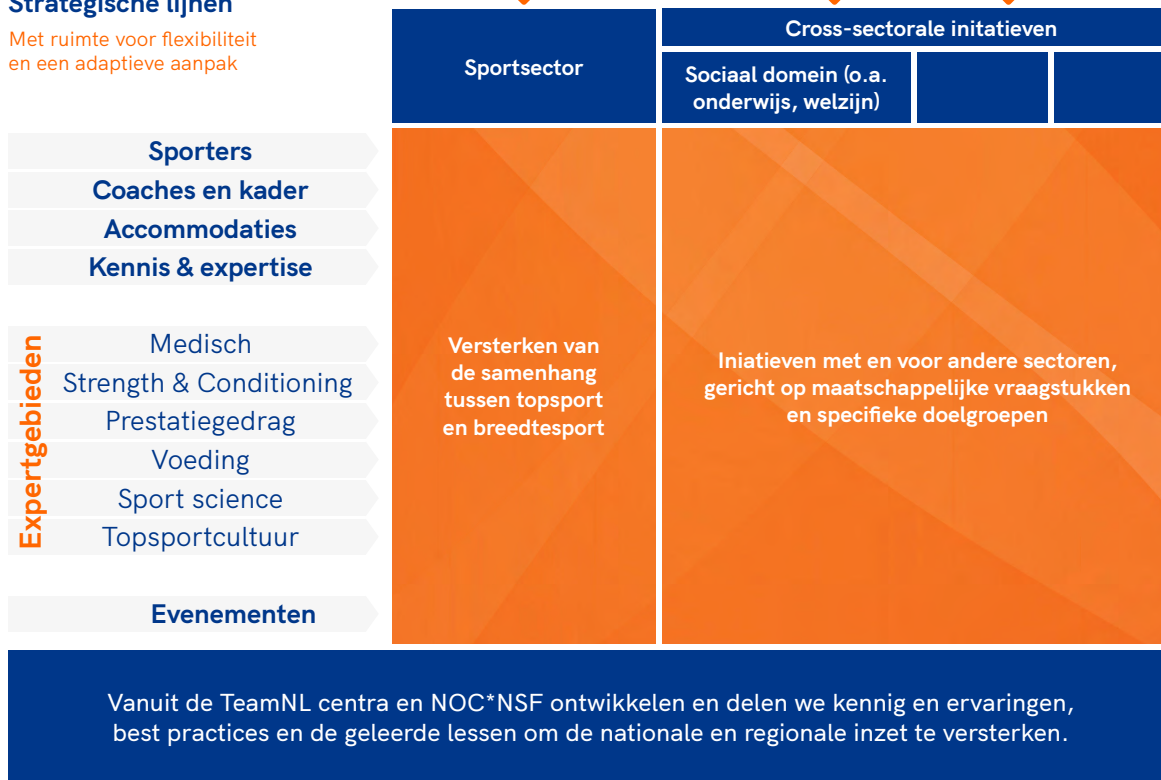 Strategische lijnen
Met ruimte voor flexibiliteit
en een adaptieve aanpak
Sportsector
Cross-sectorale initatieven
Sociaal domein (o.a.
onderwijs, welzijn)
Sporters
Coaches en kader
Accommodaties
Kennis & expertise
Expertgebieden
Medisch
Strength & Conditioning
Prestatiegedrag
Voeding
Sport science
Topsportcultuur
Evenementen
Versterken van
de samenhang
tussen topsport
en breedtesport
Iniatieven met en voor andere sectoren,
gericht op maatschappelijke vraagstukken
en specifieke doelgroepen
Vanuit de TeamNL centra en NOC*NSF ontwikkelen en delen we kennig en ervaringen,
best practices en de geleerde lessen om de nationale en regionale inzet te versterken.